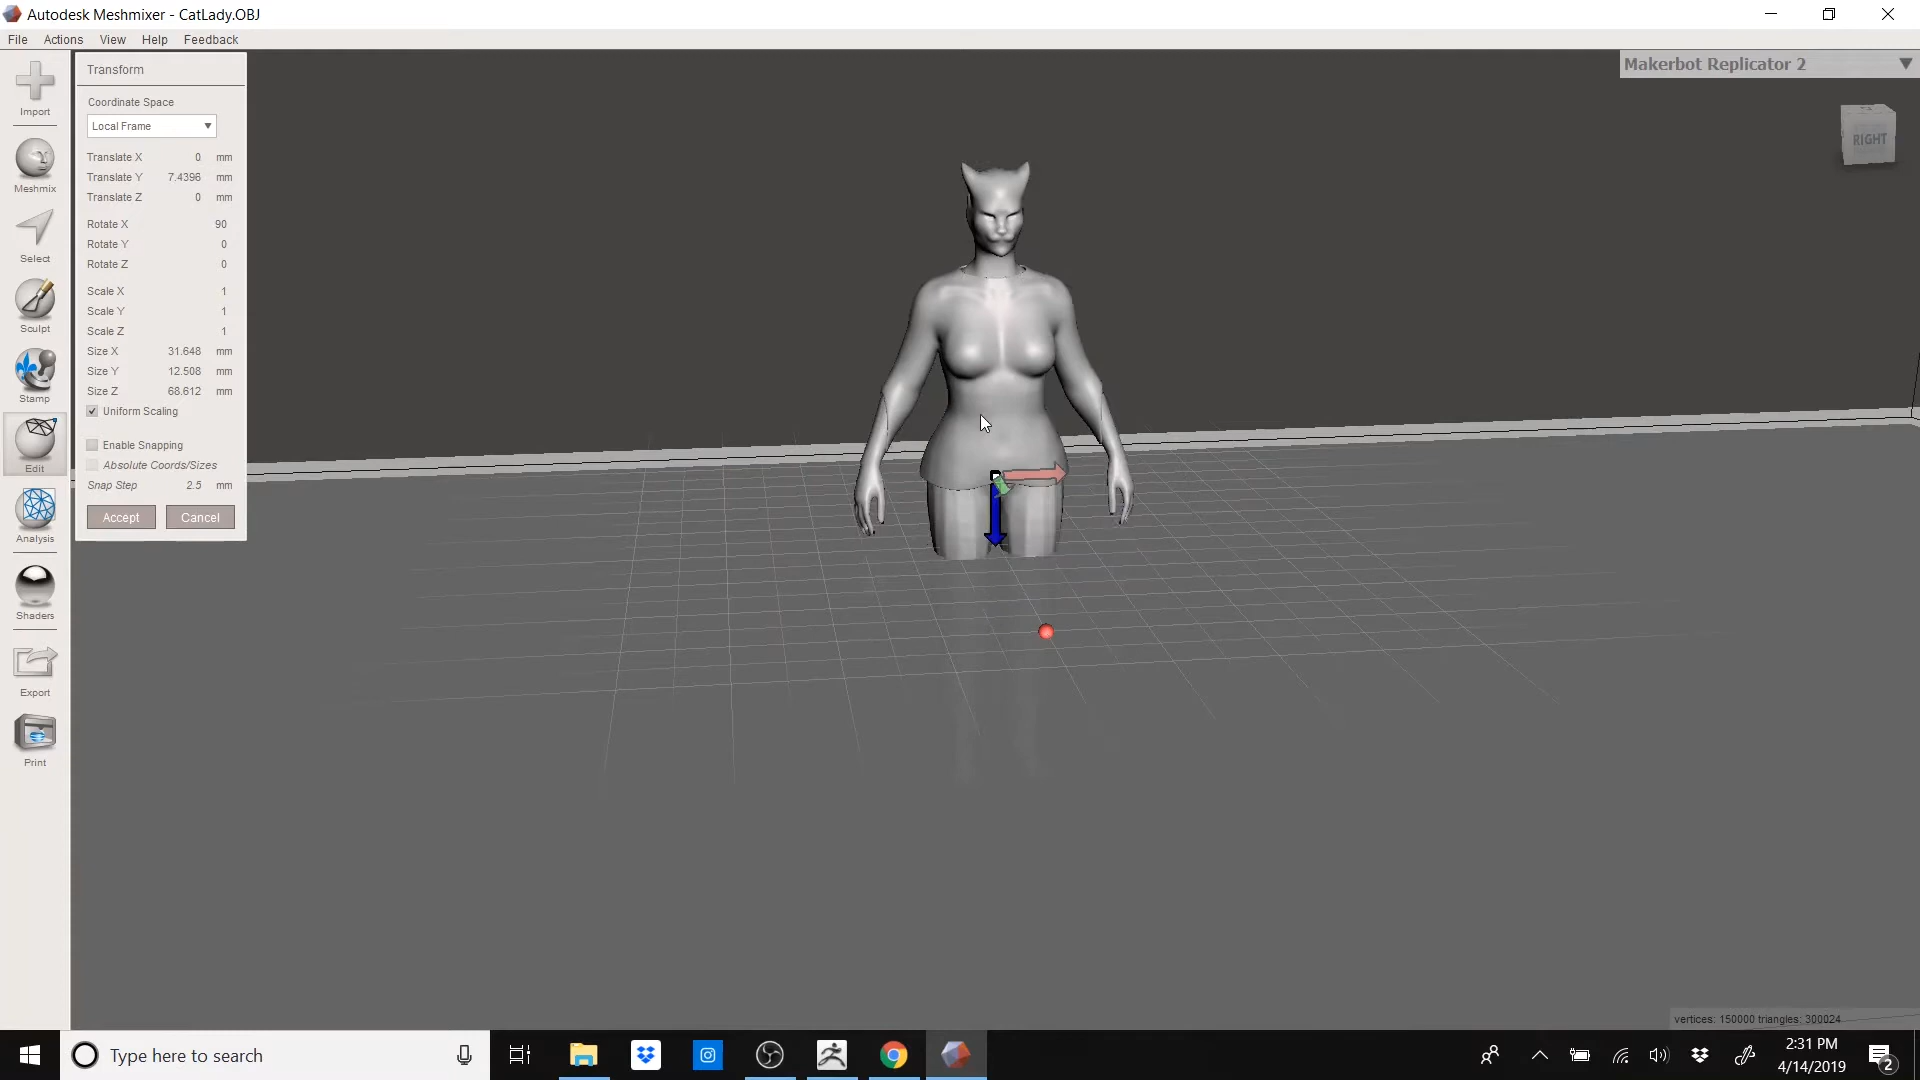 Autodesk Meshmixer - CatLady.OBJ
File Actions View Help Feedback
Import
Meshmix
Select
Sculpt
Stamp
Edit
Analysis
Shaders
Export
Print
Transform
Coordinate Space
Local Frame
Translate X 0 mm
Translate Y 7.4396 mm
Translate Z 0 mm
Rotate X 90
Rotate Y 0
Rotate Z 0
Scale X 1
Scale Y 1
Scale Z 1
Size X 31.648 mm
Size Y 12.508 mm
Size Z 68.612 mm
Uniform Scaling
Enable Snapping
Absolute Coords/Sizes
Snap Step 2.5 mm
Accept Cancel
Makerbot Replicator 2
RIGHT
vertices: 150000 triangles: 300024
Type here to search
2:31 PM
4/14/2019
2